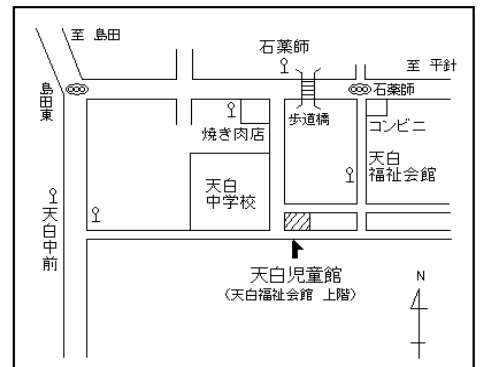 至 島田
石薬師
至 平針
島田東
石薬師
歩道橋
コンビニ
焼き肉店
天白
福祉会館
天白
中学校
天白中前
天白児童館
(天白福祉会館 上階)
N